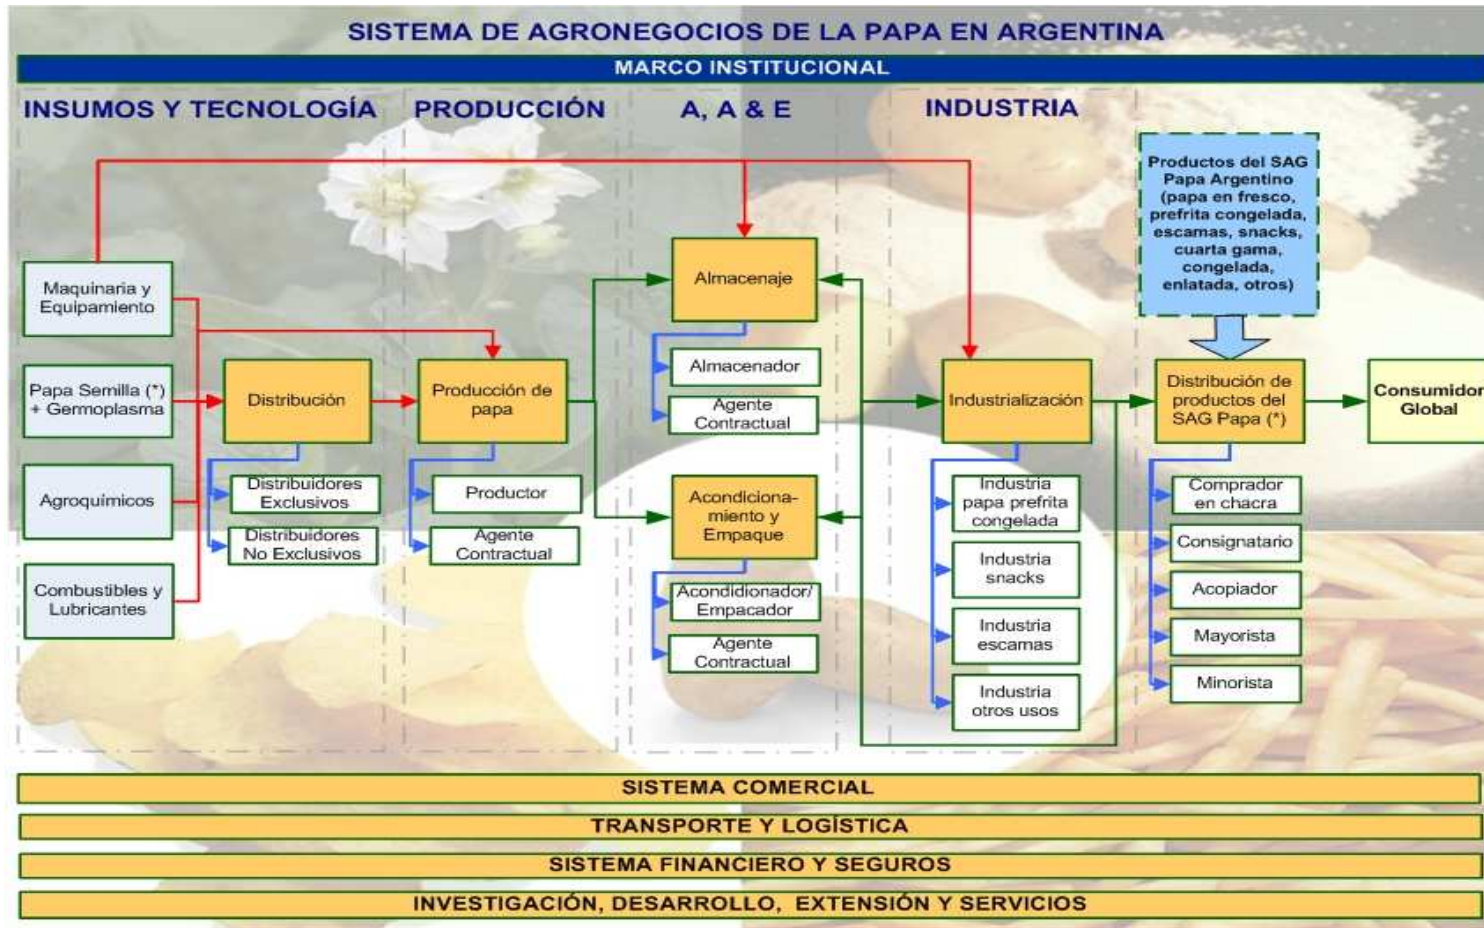 SISTEMA DE AGRONEGOCIOS DE LA PAPA EN ARGENTINA
MARCO INSTITUCIONAL
INSUMOS Y TECNOLOGÍA
PRODUCCIÓN
A, A & E
INDUSTRIA
Productos del SAG
Papa Argentino
(papa en fresco,
prefrita congelada,
escamas, snacks,
cuarta gama,
congelada,
enlatada, otros)
Maquinaria y
Equipamiento
Papa Semilla (*)
+ Germoplasma
Agroquímicos
Combustibles y
Lubricantes
Distribución
Distribuidores
Exclusivos
Distribuidores
No Exclusivos
Producción de
papa
Productor
Agente
Contractual
Almacenaje
Almacenador
Agente
Contractual
Acondiciona-
miento y
Empaque
Acondidionador/
Empacador
Agente
Contractual
Industrialización
Industria
papa prefrita
congelada
Industria
snacks
Industria
escamas
Industria
otros usos
Distribución de
productos del
SAG Papa (*)
Comprador
en chacra
Consignatario
Acopiador
Mayorista
Minorista
Consumidor
Global
SISTEMA COMERCIAL
TRANSPORTE Y LOGÍSTICA
SISTEMA FINANCIERO Y SEGUROS
INVESTIGACIÓN, DESARROLLO, EXTENSIÓN Y SERVICIOS